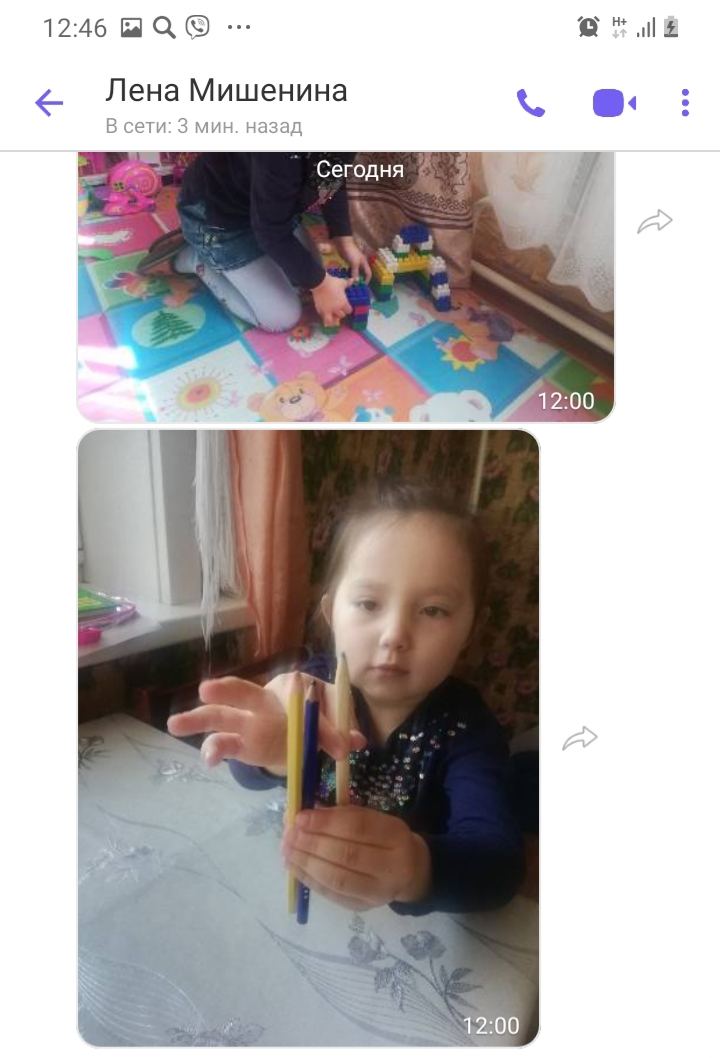 12:46
H+
Лена Мишенина
В сети: 3 мин. назад
Сегодня
12:00
12:00